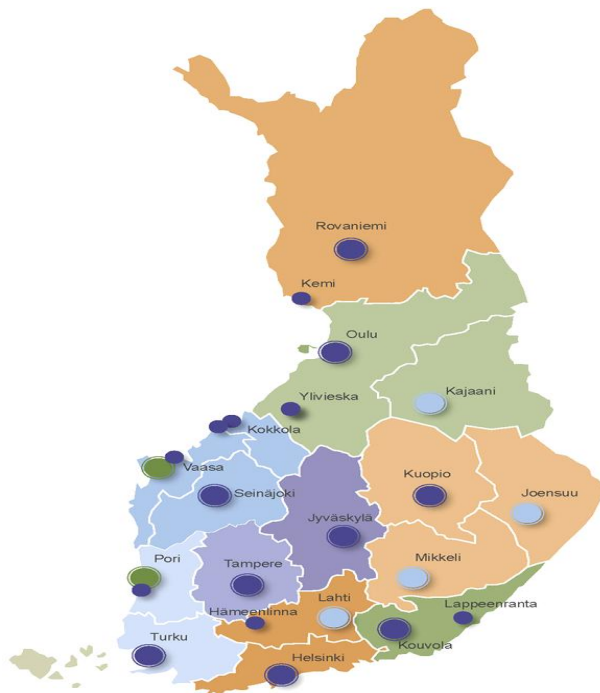 Rovaniemi
Kemi
Oulu
Ylivieska
Kajaani
Kokkola
Vaasa
Seinäjoki
Kuopio
Joensuu
Jyväskylä
Pori
Tampere
Mikkeli
Lahti
Hämeenlinna
Lappeenranta
Turku
Kouvola
Helsinki